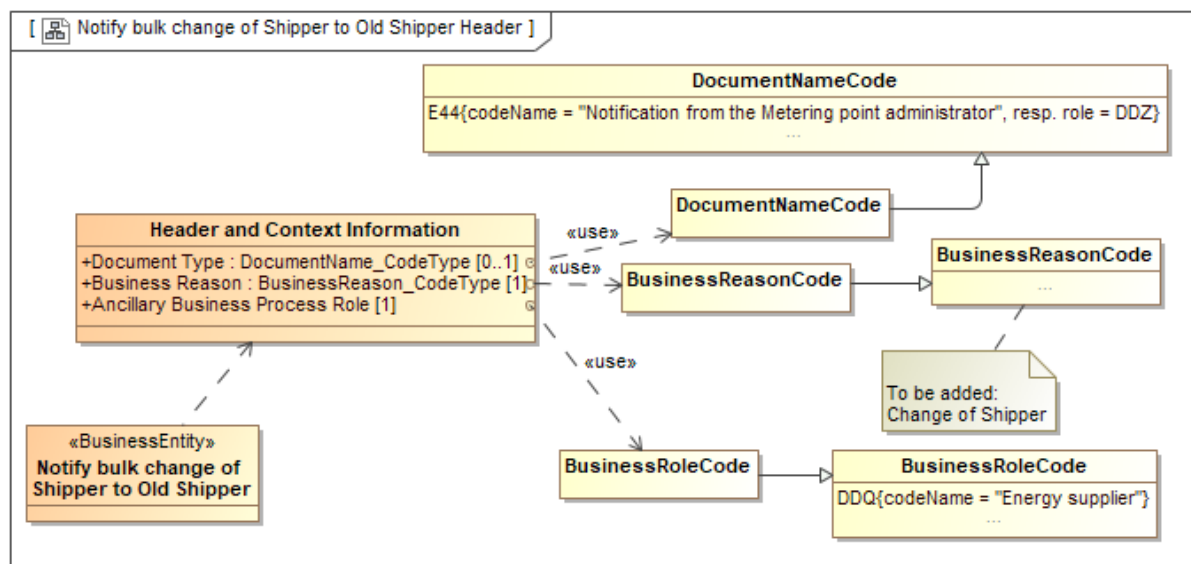 [ Notify bulk change of Shipper to Old Shipper Header ]
DocumentNameCode
E44{codeName = "Notification from the Metering point administrator", resp. role = DDZ}
...
DocumentNameCode
Header and Context Information
+Document Type : DocumentName_CodeType [0..1]
+Business Reason : BusinessReason_CodeType [1]
+Ancillary Business Process Role [1]
«use»
«use»
«use»
BusinessReasonCode
BusinessReasonCode
...
To be added:
Change of Shipper
«BusinessEntity»
Notify bulk change of
Shipper to Old Shipper
BusinessRoleCode
BusinessRoleCode
DDQ{codeName = "Energy supplier"}
...